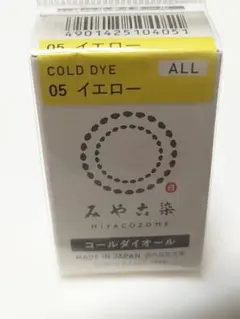 4901425104051
05 イエロー
COLD DYE
ALL
05 イエロー
みや古染
MIYACOZOME
コールダイオール
MADE IN JAPAN